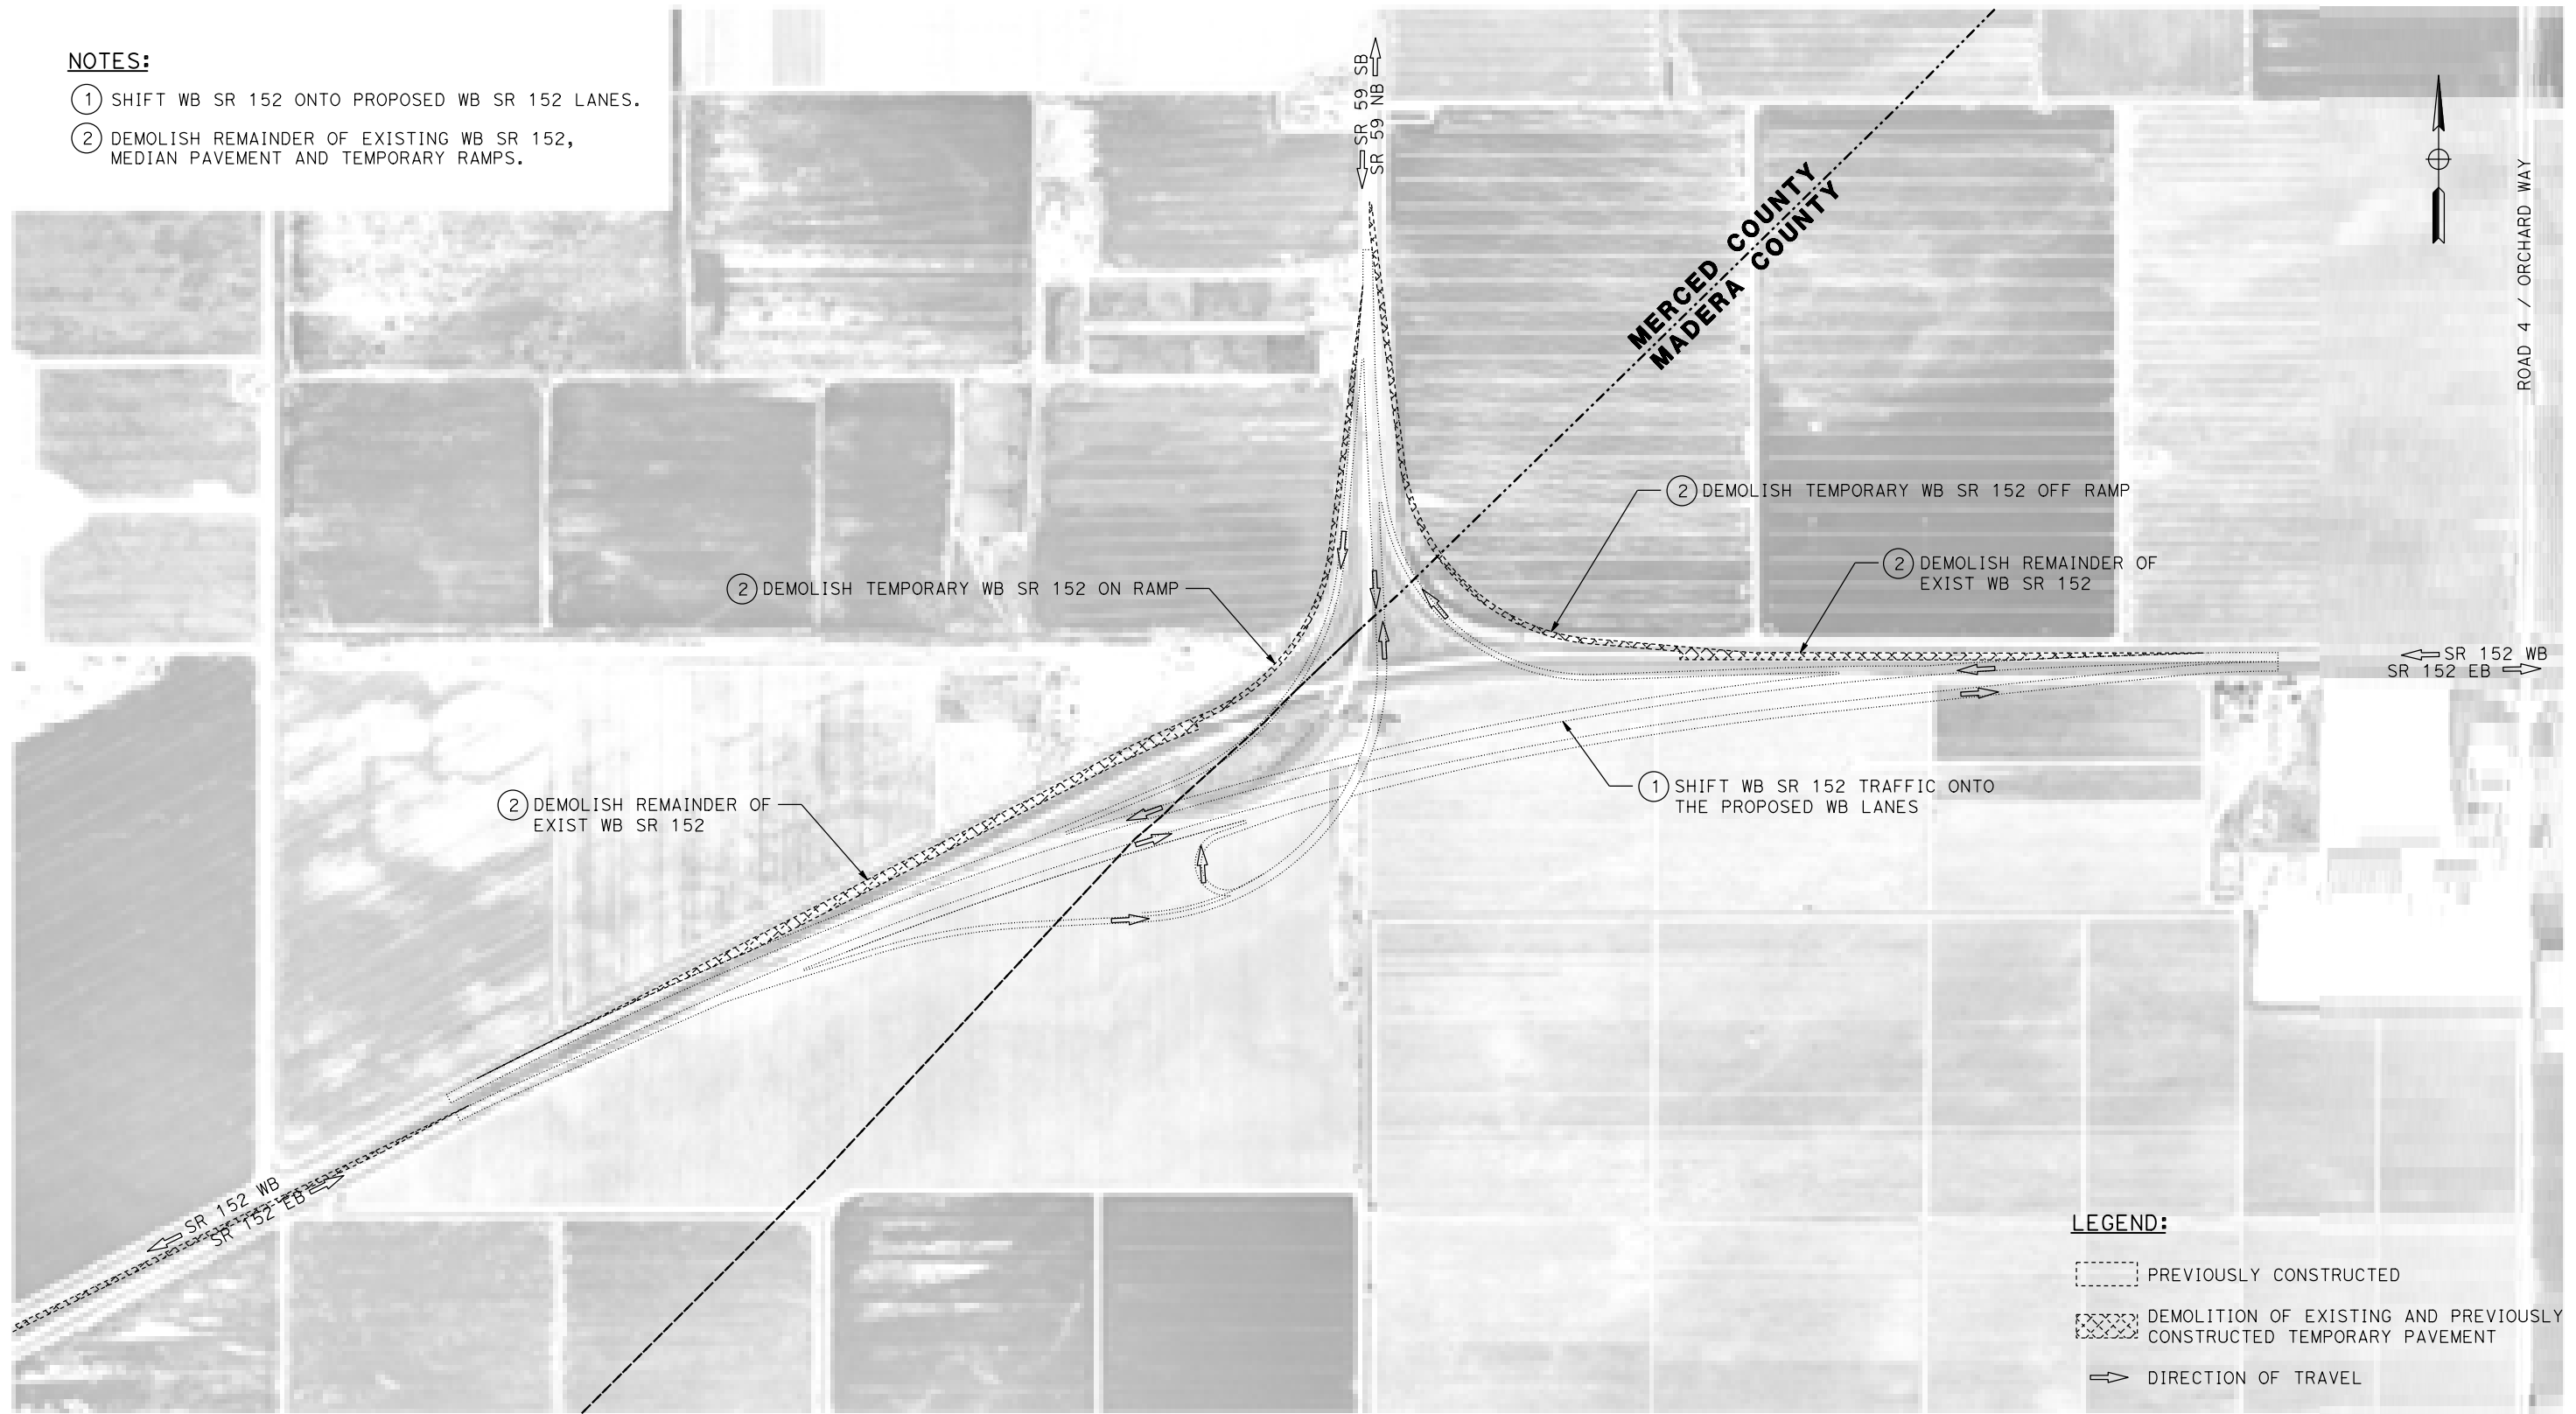 NOTES:
1 SHIFT WB SR 152 ONTO PROPOSED WB SR 152 LANES.
2 DEMOLISH REMAINDER OF EXISTING WB SR 152,
MEDIAN PAVEMENT AND TEMPORARY RAMPS.
SR 59 SB
SR 59 NB
MERCED COUNTY
MADERA COUNTY
ROAD 4 / ORCHARD WAY
2 DEMOLISH TEMPORARY WB SR 152 OFF RAMP
2 DEMOLISH REMAINDER OF
EXIST WB SR 152
2 DEMOLISH TEMPORARY WB SR 152 ON RAMP
SR 152 WB
SR 152 EB
1 SHIFT WB SR 152 TRAFFIC ONTO
THE PROPOSED WB LANES
2 DEMOLISH REMAINDER OF
EXIST WB SR 152
SR 152 WB
SR 152 EB
LEGEND:
PREVIOUSLY CONSTRUCTED
DEMOLITION OF EXISTING AND PREVIOUSLY
CONSTRUCTED TEMPORARY PAVEMENT
DIRECTION OF TRAVEL